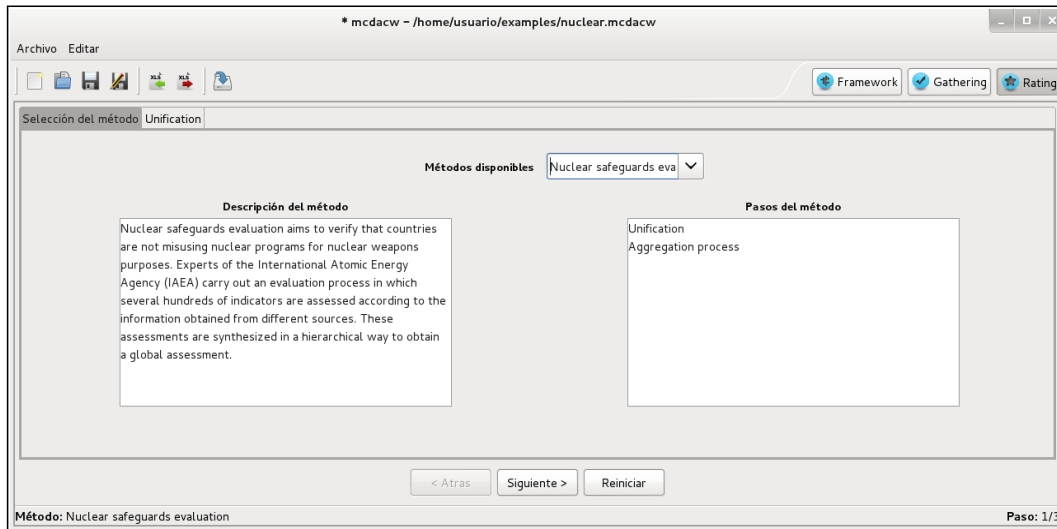 * mcdacw – /home/usuario/examples/nuclear.mcdacw
Archivo Editar
XLS XLS
Framework Gathering Rating
Selección del método Unification
Métodos disponibles Nuclear safeguards eva
Descripción del método
Nuclear safeguards evaluation aims to verify that countries
are not misusing nuclear programs for nuclear weapons
purposes. Experts of the International Atomic Energy
Agency (IAEA) carry out an evaluation process in which
several hundreds of indicators are assessed according to the
information obtained from different sources. These
assessments are synthesized in a hierarchical way to obtain
a global assessment.
Pasos del método
Unification
Aggregation process
< Atras Siguiente > Reiniciar
Método: Nuclear safeguards evaluation Paso: 1/3